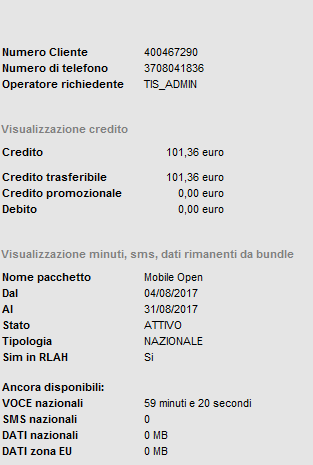 Numero Cliente 400467290
Numero di telefono 3708041836
Operatore richiedente TIS_ADMIN
Visualizzazione credito
Credito 101,36 euro
Credito trasferibile 101,36 euro
Credito promozionale 0,00 euro
Debito 0,00 euro
Visualizzazione minuti, sms, dati rimanenti da bundle
Nome pacchetto Mobile Open
Dal 04/08/2017
Al 31/08/2017
Stato ATTIVO
Tipologia NAZIONALE
Sim in RLAH Si
Ancora disponibili:
VOCE nazionali 59 minuti e 20 secondi
SMS nazionali 0
DATI nazionali 0 MB
DATI zona EU 0 MB